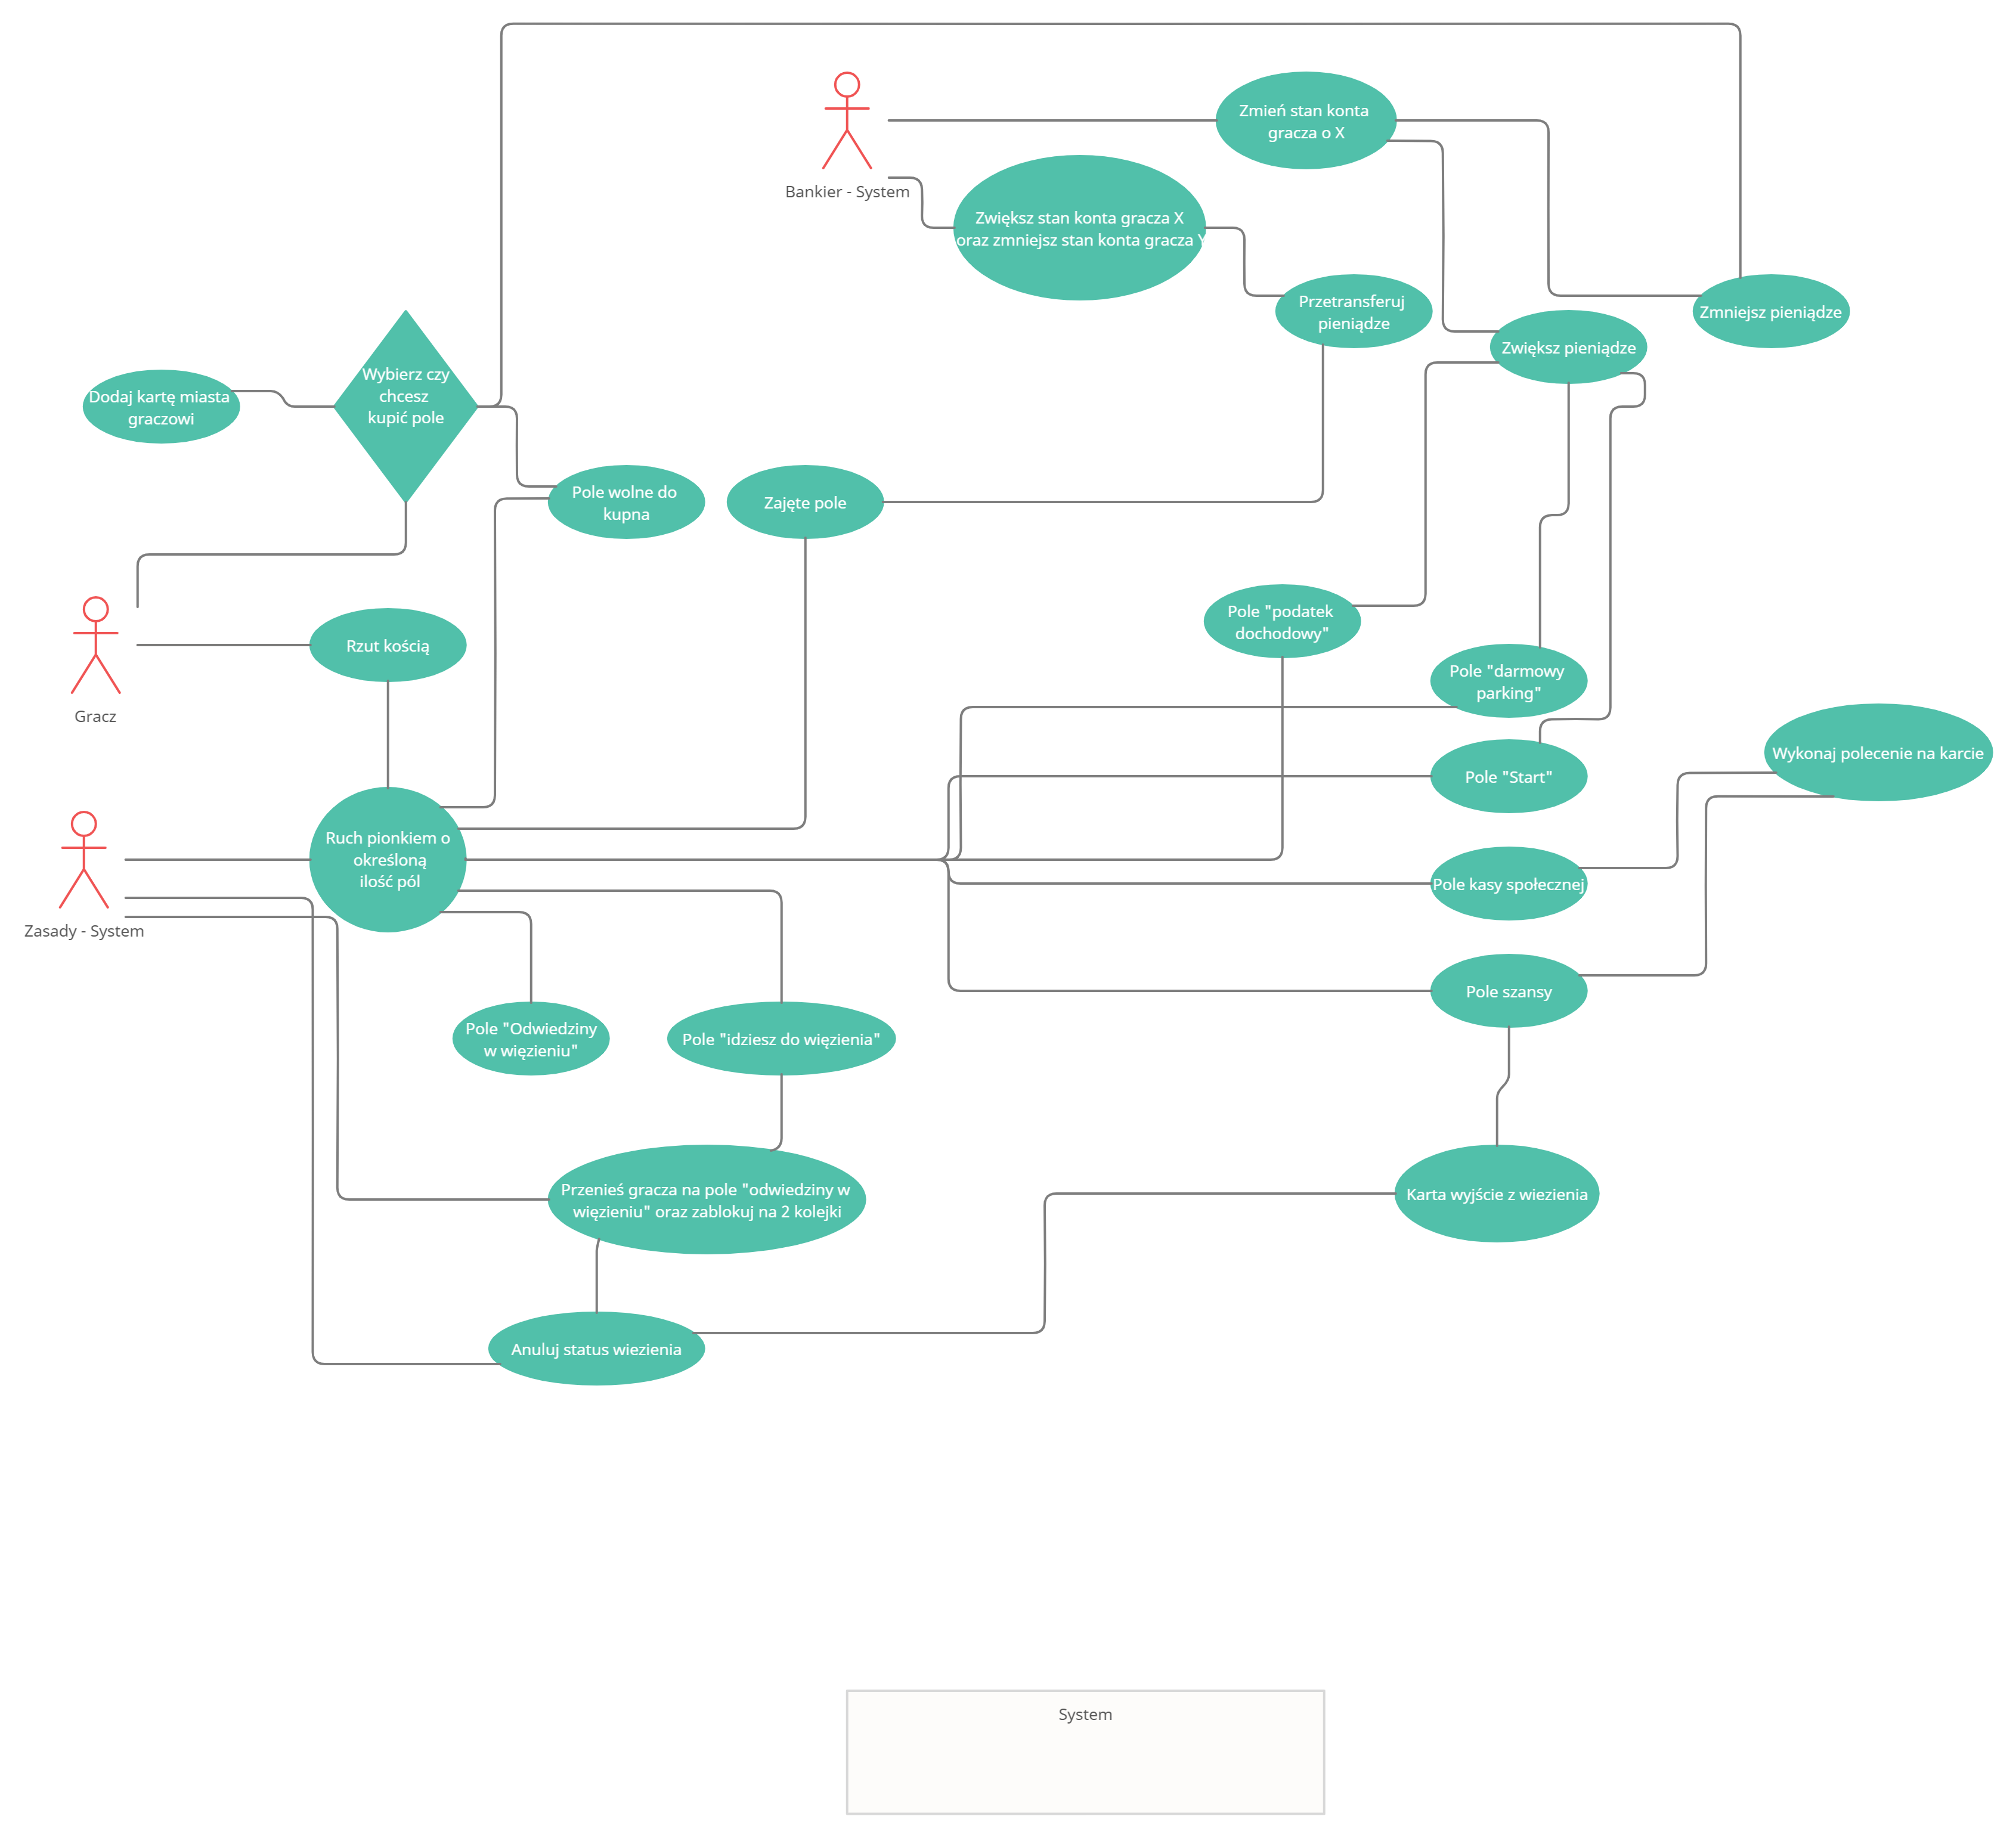 Zmień stan konta
gracza o X
Bankier - System
Zwiększ stan konta gracza X
oraz zmniejsz stan konta gracza Y
Przetransferuj
pieniądze
Zmniejsz pieniądze
Zwiększ pieniądze
Wybierz czy
chcesz
kupić pole
Dodaj kartę miasta
graczowi
Pole wolne do
kupna
Zajęte pole
Pole "podatek
dochodowy"
Rzut kością
Gracz
Pole "darmowy
parking"
Wykonaj polecenie na karcie
Pole "Start"
Ruch pionkiem o
określoną
ilość pól
Pole kasy społecznej
Zasady - System
Pole szansy
Pole "Odwiedziny
w więzieniu"
Pole "idziesz do więzienia"
Przenieś gracza na pole "odwiedziny w
więzieniu" oraz zablokuj na 2 kolejki
Karta wyjście z wiezienia
Anuluj status wiezienia
System